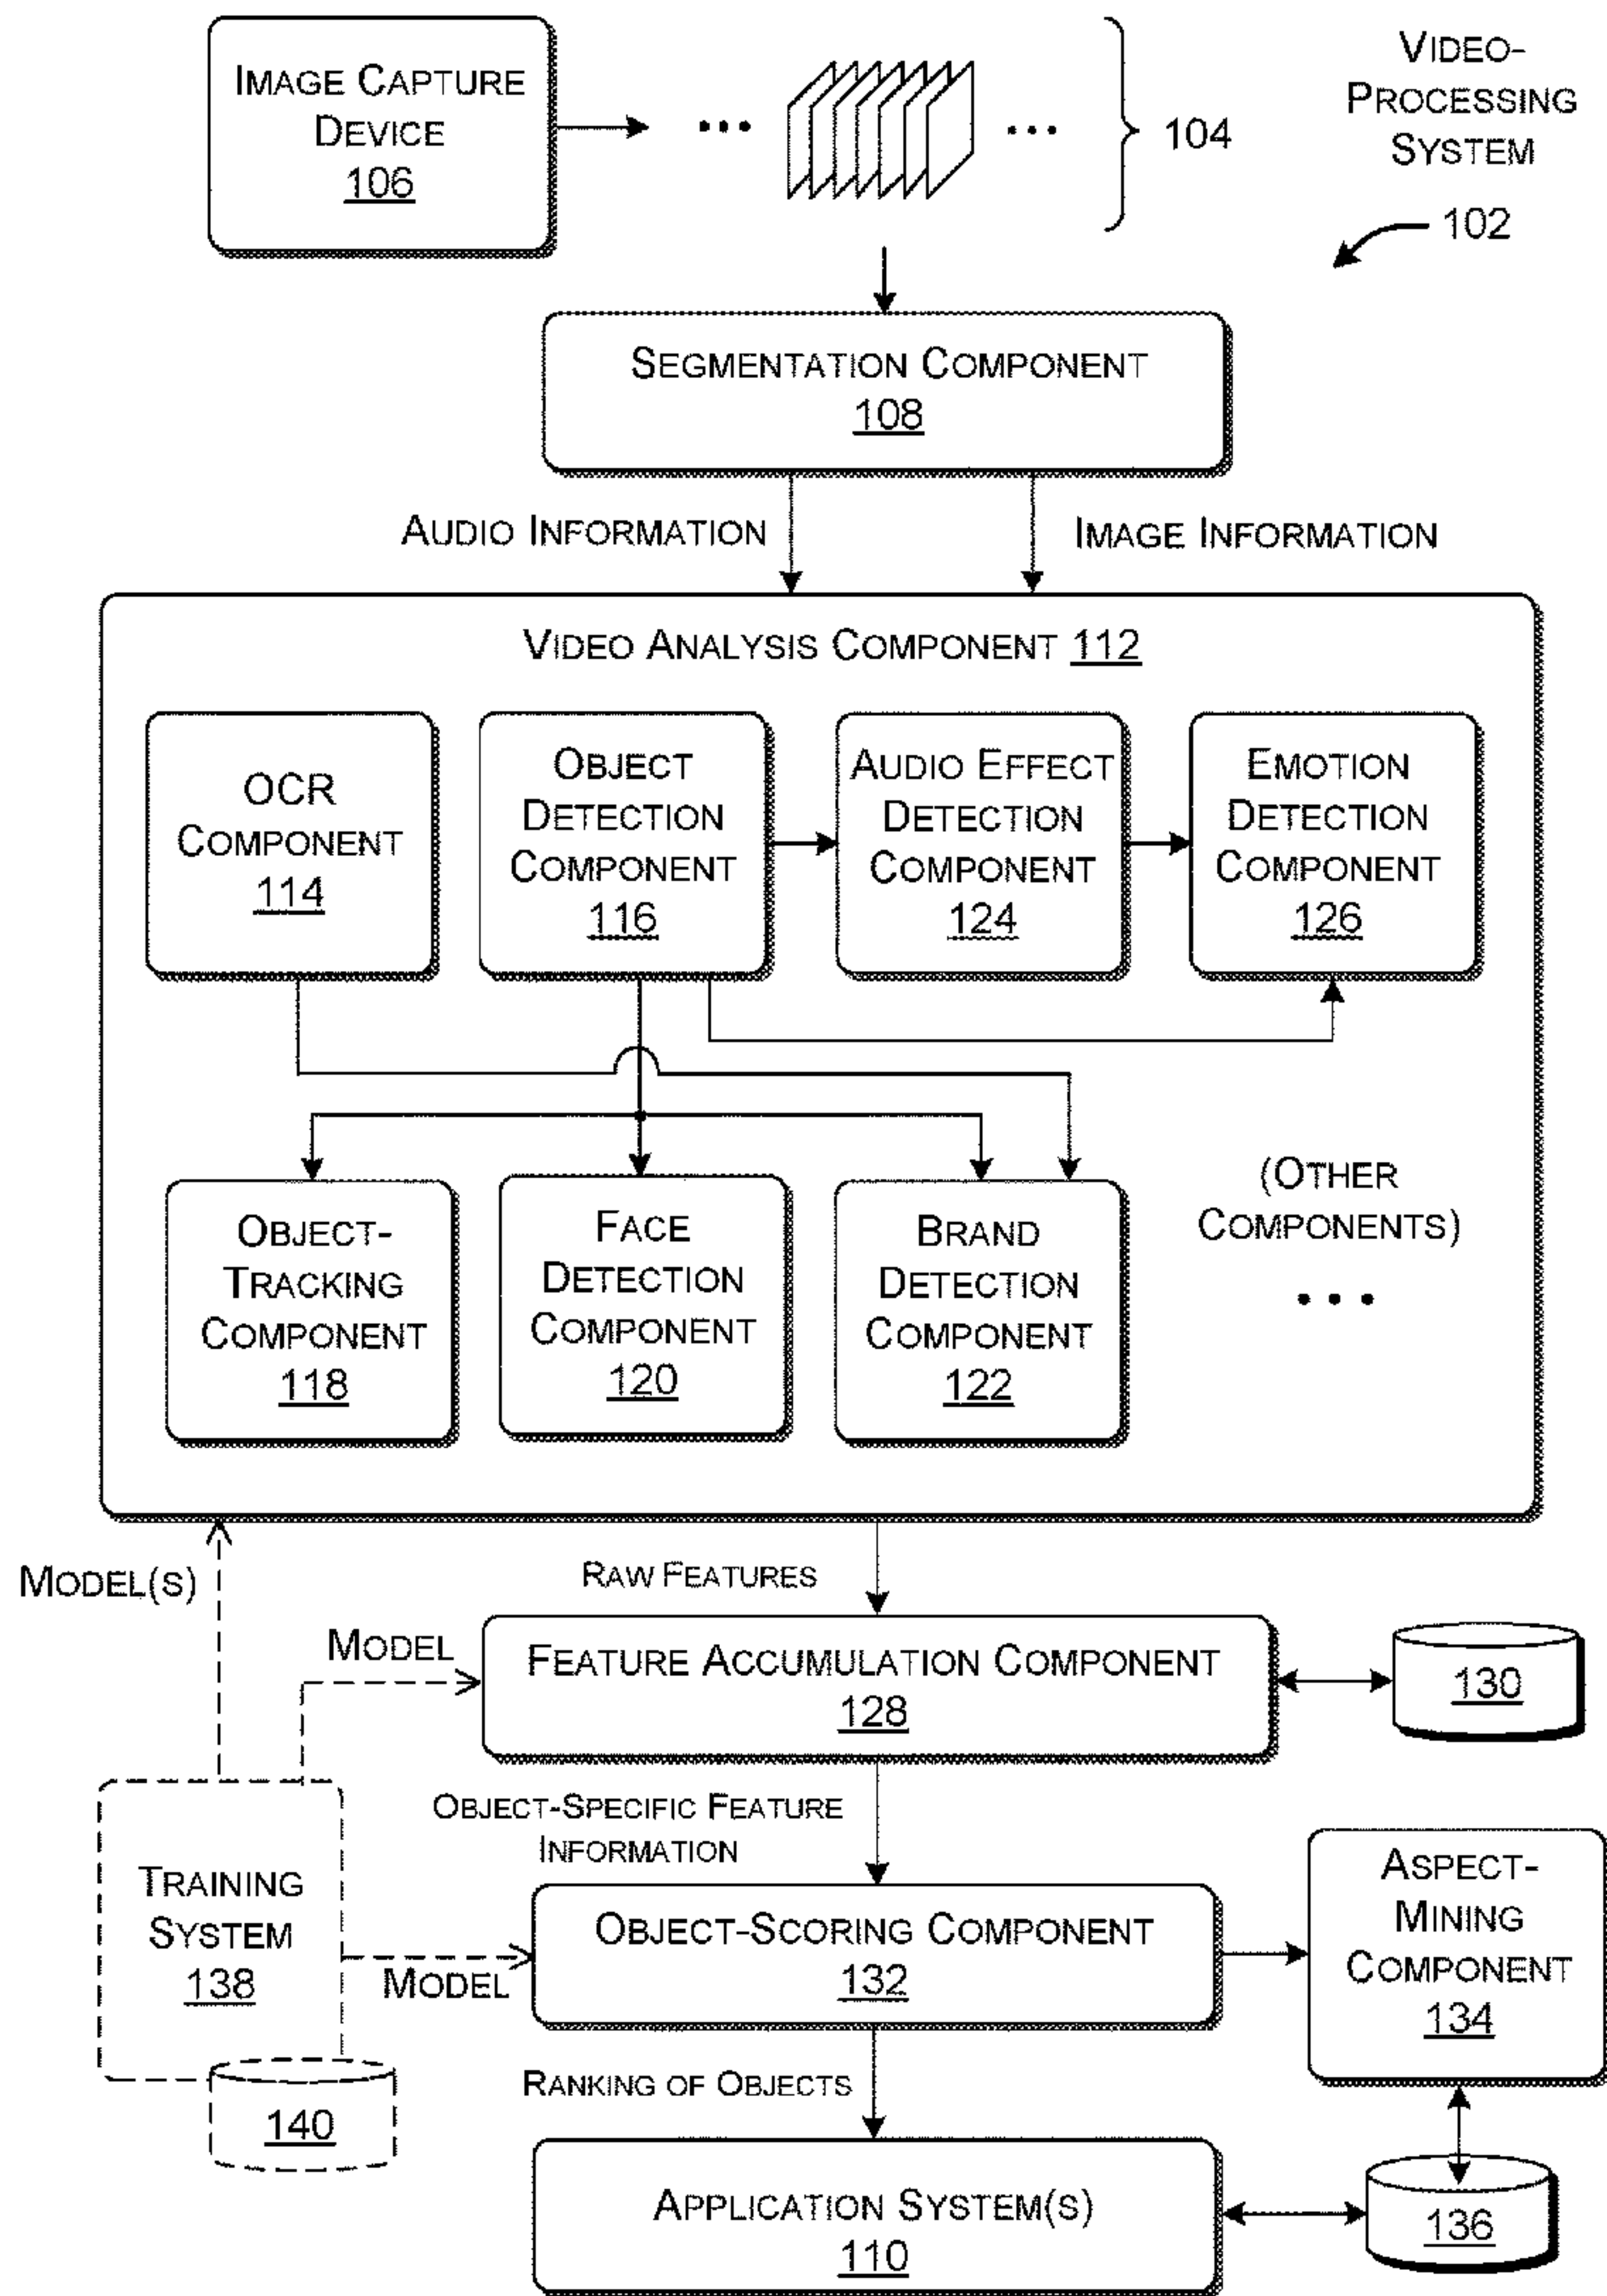 IMAGE CAPTURE
DEVICE
106
...
...
104
VIDEO-
PROCESSING
SYSTEM
102
SEGMENTATION COMPONENT
108
AUDIO INFORMATION
IMAGE INFORMATION
VIDEO ANALYSIS COMPONENT 112
OCR
COMPONENT
114
OBJECT
DETECTION
COMPONENT
116
AUDIO EFFECT
DETECTION
COMPONENT
124
EMOTION
DETECTION
COMPONENT
126
OBJECT-
TRACKING
COMPONENT
118
FACE
DETECTION
COMPONENT
120
BRAND
DETECTION
COMPONENT
122
(OTHER
COMPONENTS)
...
MODEL(S)
RAW FEATURES
MODEL
FEATURE ACCUMULATION COMPONENT
128
130
OBJECT-SPECIFIC FEATURE
INFORMATION
TRAINING
SYSTEM
138
MODEL
140
OBJECT-SCORING COMPONENT
132
ASPECT-
MINING
COMPONENT
134
RANKING OF OBJECTS
APPLICATION SYSTEM(S)
110
136